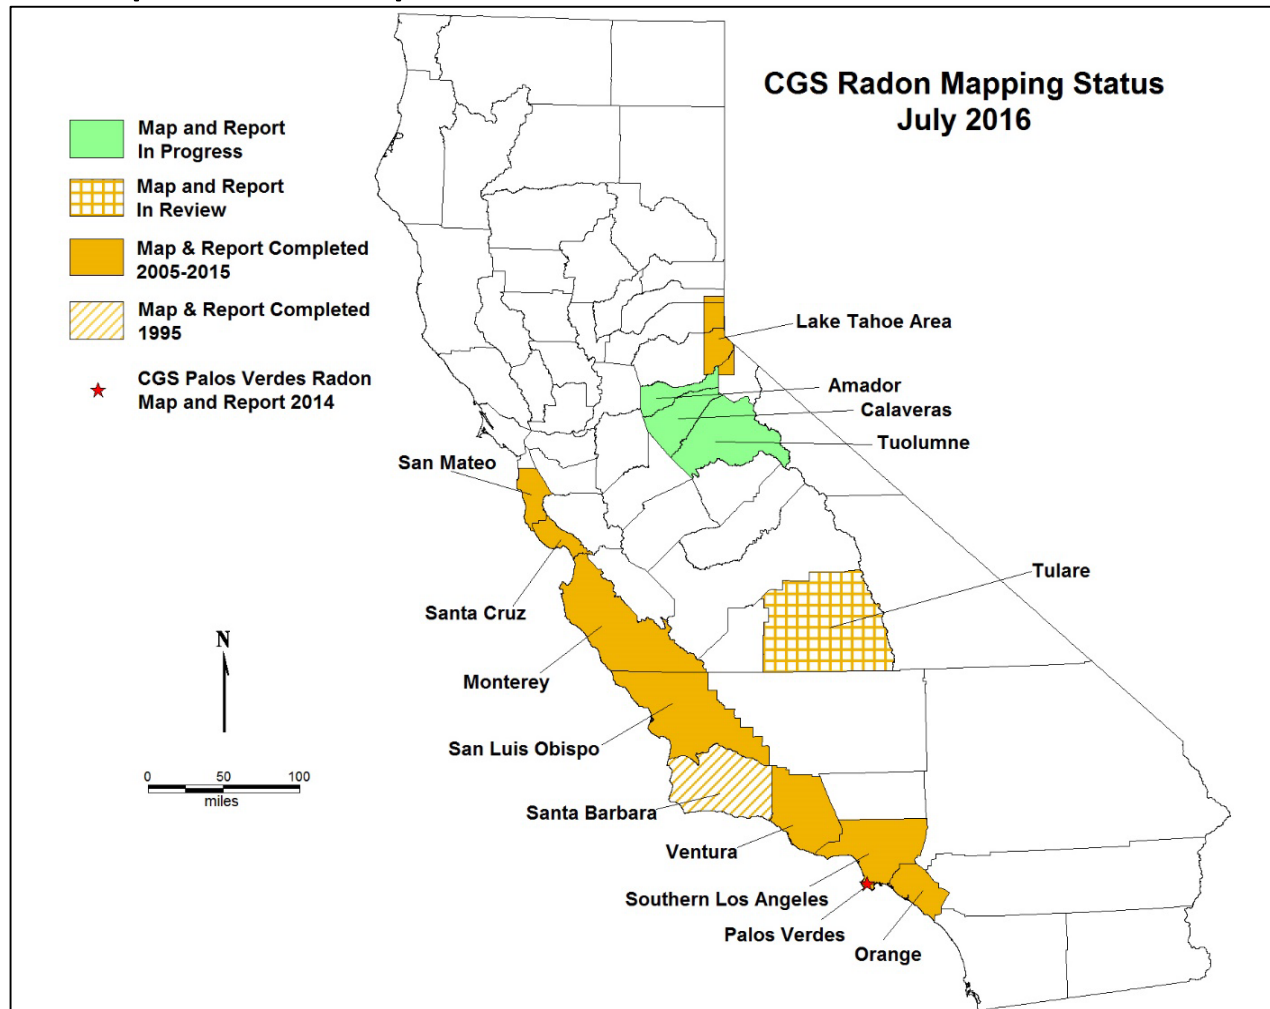 CGS Radon Mapping Status
July 2016
Map and Report
In Progress
Map and Report
In Review
Map & Report Completed
2005-2015
Map & Report Completed
1995
CGS Palos Verdes Radon
Map and Report 2014
Lake Tahoe Area
Amador
Calaveras
Tuolumne
San Mateo
Tulare
Santa Cruz
N
Monterey
San Luis Obispo
0 50 100
miles
Santa Barbara
Ventura
Southern Los Angeles
Palos Verdes
Orange